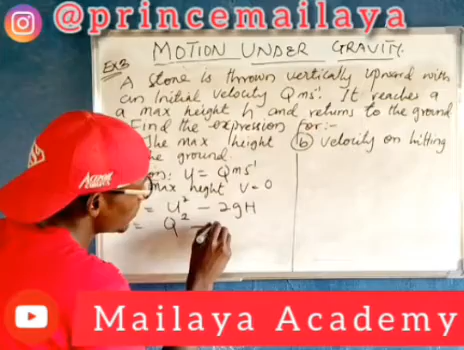 @princemailaya
MOTION UNDER GRAVITY.
Ex3
A stone is thrown vertically upward with
an Initial velocity Qms⁻¹. It reaches a
a max height h and returns to the ground
Find the expression for:-
The max height (b) velocity on hitting
the ground.
u = Qms⁻¹
max height v=0
= u² - 2gH
= Q² -
Mailaya Academy